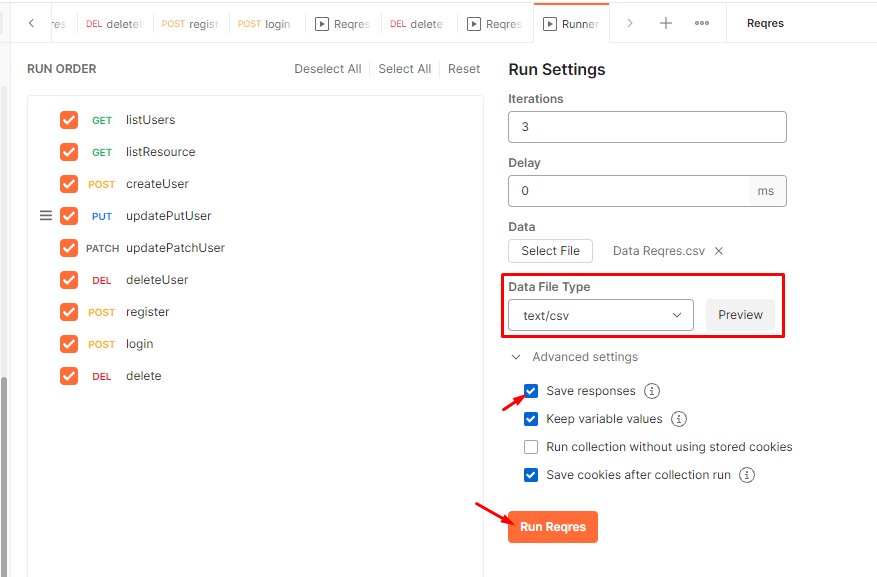 res DEL delete POST regist POST login Reqres DEL delete Reqres Runner Reqres
RUN ORDER Deselect All Select All Reset
GET listUsers
GET listResource
POST createUser
PUT updatePutUser
PATCH updatePatchUser
DEL deleteUser
POST register
POST login
DEL delete
Run Settings
Iterations
3
Delay
0 ms
Data
Select File Data Reqres.csv
Data File Type
text/csv Preview
Advanced settings
Save responses
Keep variable values
Run collection without using stored cookies
Save cookies after collection run
Run Reqres